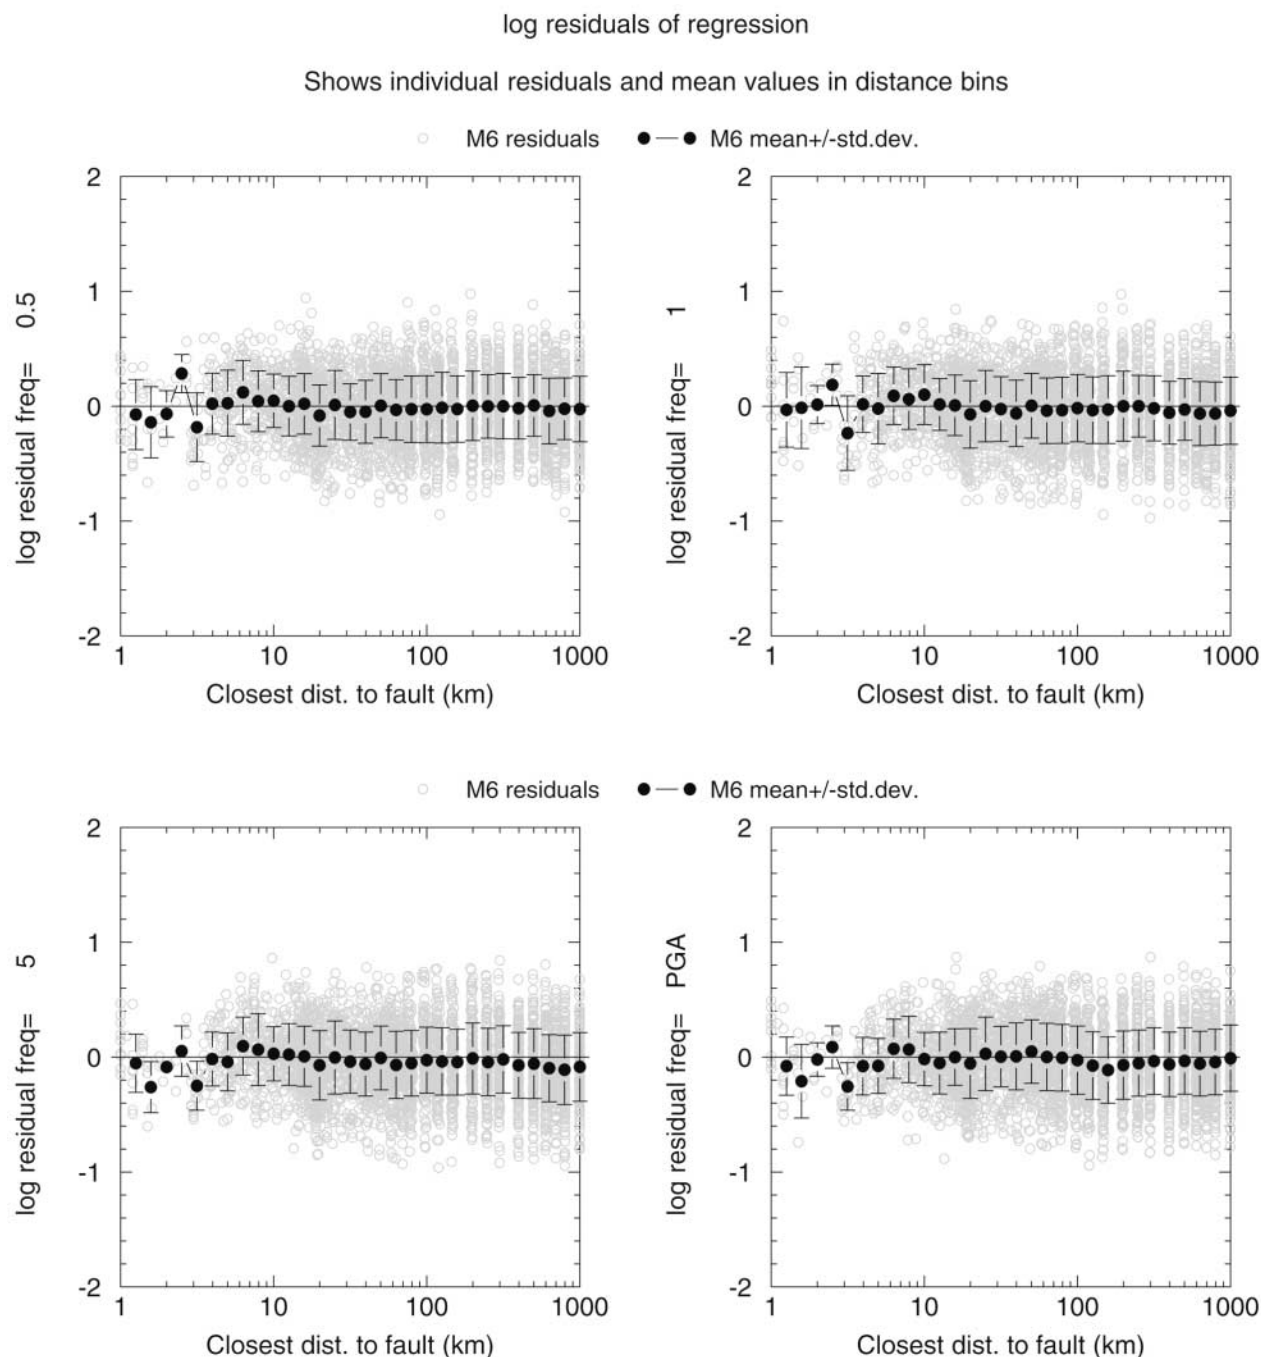 log residuals of regression
Shows individual residuals and mean values in distance bins
M6 residuals M6 mean+/-std.dev.
2
1
0
-1
-2
log residual freq= 0.5
1 10 100 1000
Closest dist. to fault (km)
2
1
0
-1
-2
log residual freq= 1
1 10 100 1000
Closest dist. to fault (km)
M6 residuals M6 mean+/-std.dev.
2
1
0
-1
-2
log residual freq= 5
1 10 100 1000
Closest dist. to fault (km)
2
1
0
-1
-2
log residual freq= PGA
1 10 100 1000
Closest dist. to fault (km)